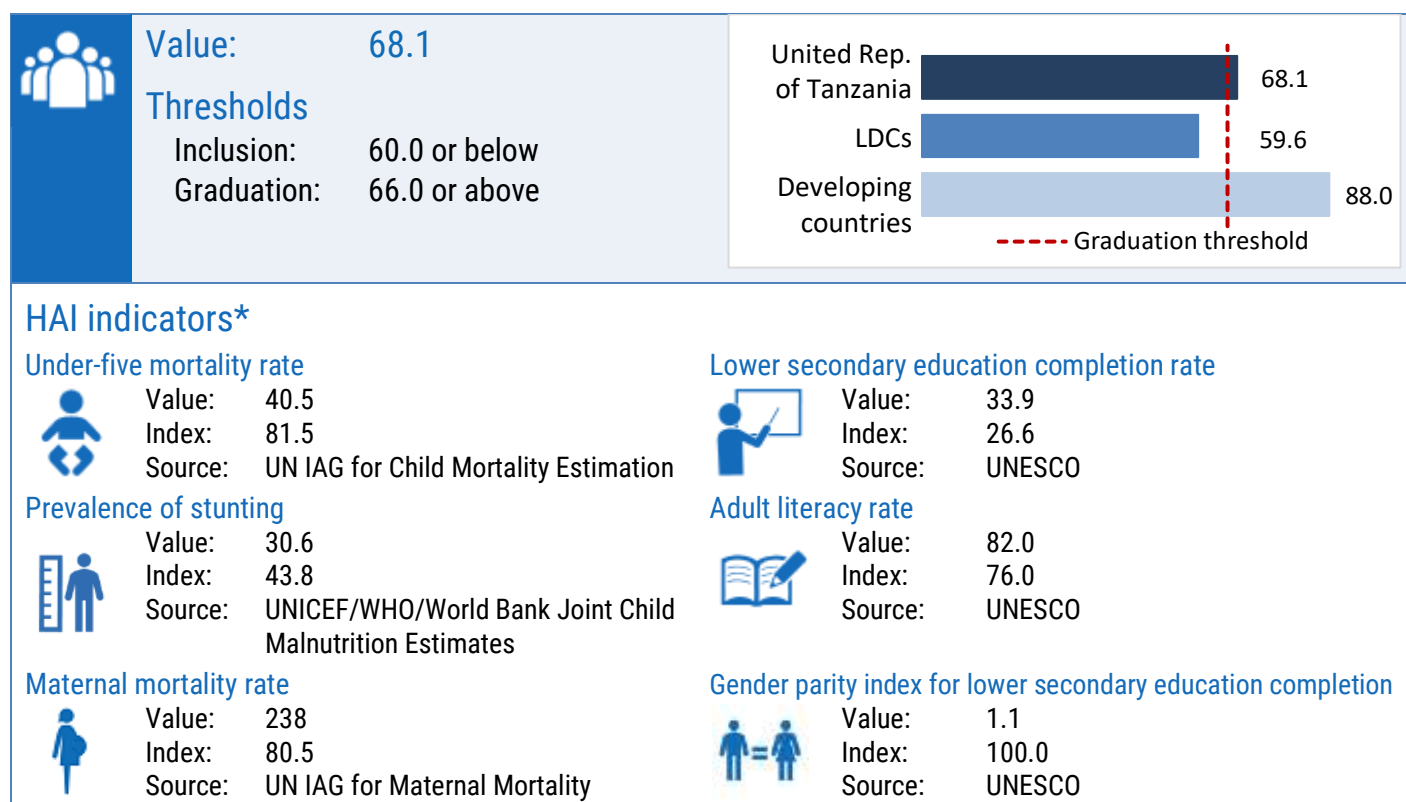 Value: 68.1
Thresholds
Inclusion: 60.0 or below
Graduation: 66.0 or above
United Rep.
of Tanzania
68.1
LDCs
59.6
Developing
countries
88.0
Graduation threshold
HAI indicators*
Under-five mortality rate
Value: 40.5
Index: 81.5
Source: UN IAG for Child Mortality Estimation
Prevalence of stunting
Value: 30.6
Index: 43.8
Source: UNICEF/WHO/World Bank Joint Child
Malnutrition Estimates
Maternal mortality rate
Value: 238
Index: 80.5
Source: UN IAG for Maternal Mortality
Lower secondary education completion rate
Value: 33.9
Index: 26.6
Source: UNESCO
Adult literacy rate
Value: 82.0
Index: 76.0
Source: UNESCO
Gender parity index for lower secondary education completion
Value: 1.1
Index: 100.0
Source: UNESCO